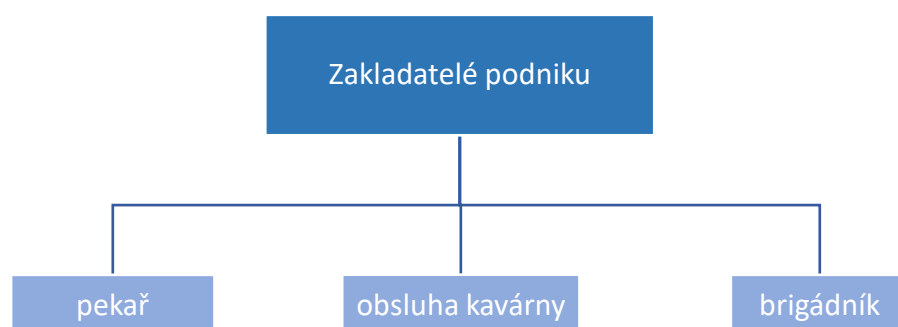 Zakladatelé podniku
pekař
obsluha kavárny
brigádník